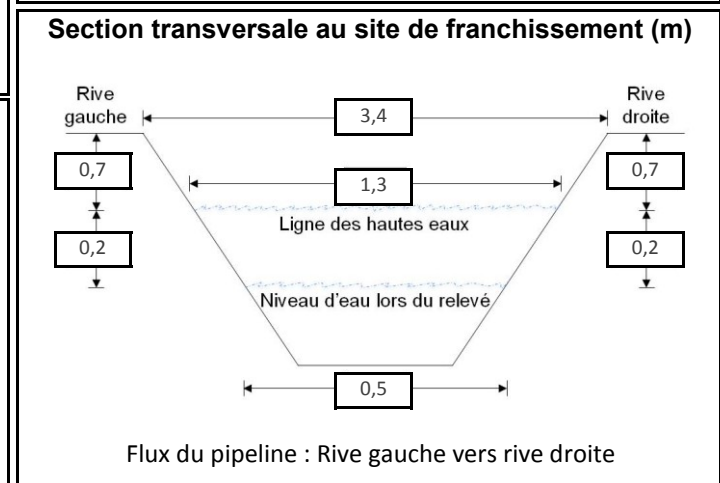 Section transversale au site de franchissement (m)
Rive
gauche
Rive
droite
3,4
0,7
0,7
1,3
Ligne des hautes eaux
0,2
0,2
Niveau d'eau lors du relevé
0,5
Flux du pipeline : Rive gauche vers rive droite